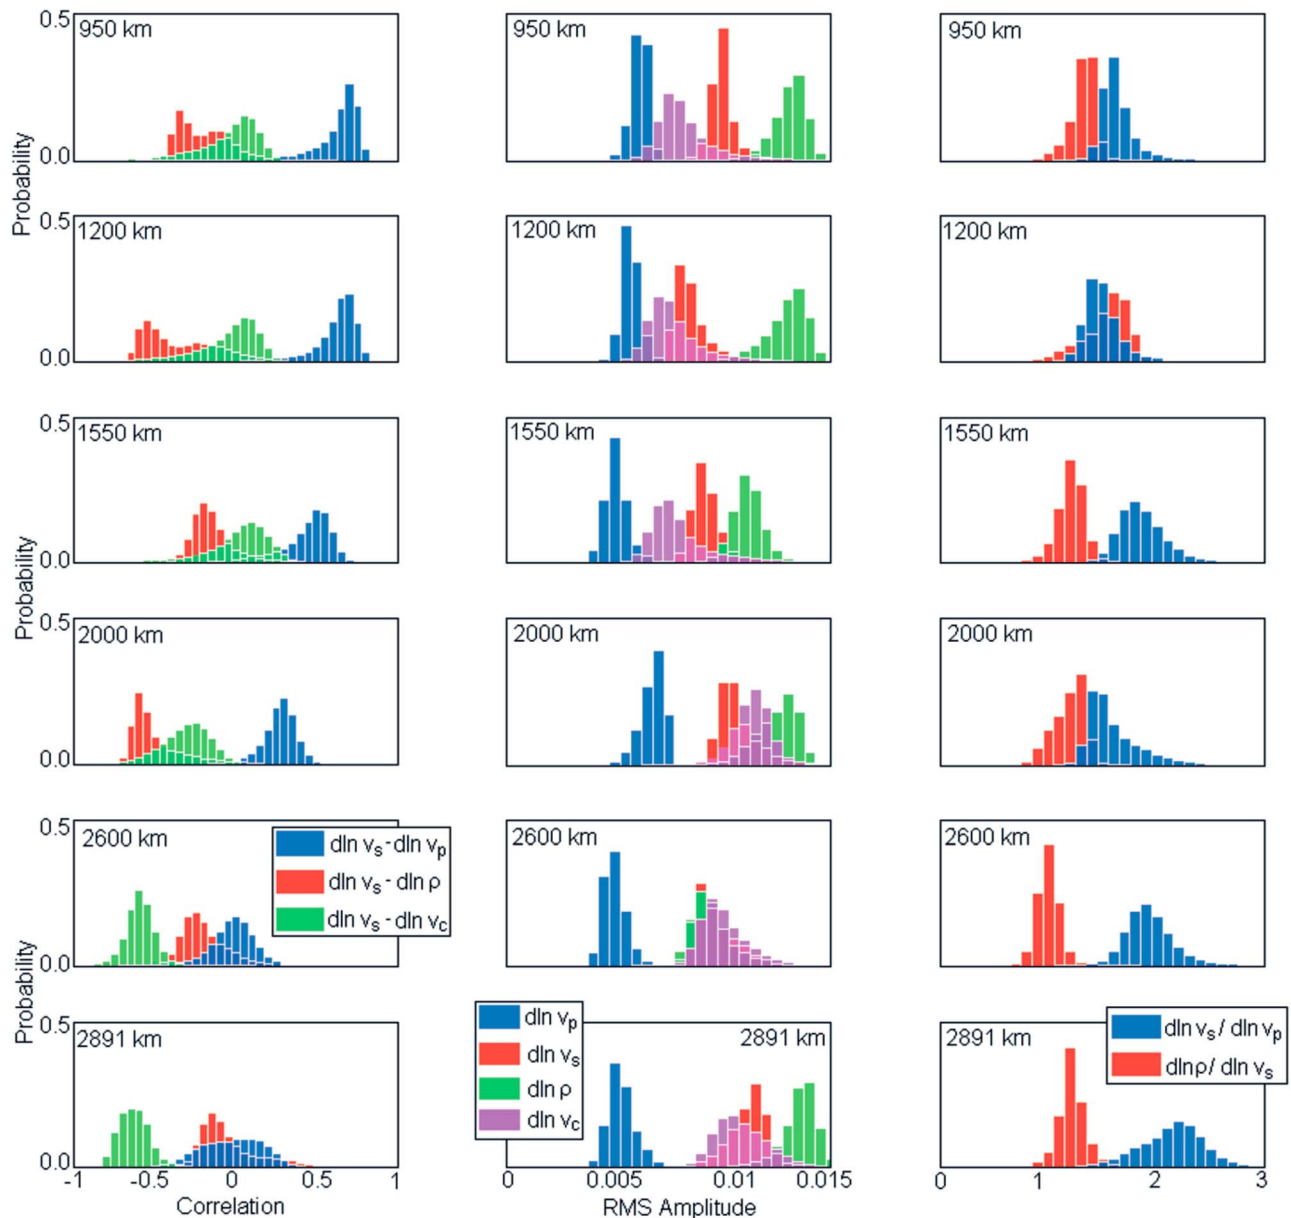 0.5
950 km
950 km
950 km
Probability
0.0
0.5
1200 km
1200 km
1200 km
0.0
0.5
1550 km
1550 km
1550 km
Probability
0.0
0.5
2000 km
2000 km
2000 km
0.0
0.5
2600 km
2600 km
2600 km
dln vs - dln vp
dln vs - dln ρ
dln vs - dln vc
Probability
0.0
0.5
2891 km
2891 km
2891 km
dln vp
dln vs
dln ρ
dln vc
dln vs / dln vp
dlnρ / dln vs
0.0
-1 -0.5 0 0.5 1
0 0.005 0.01 0.015
0 1 2 3
Correlation
RMS Amplitude